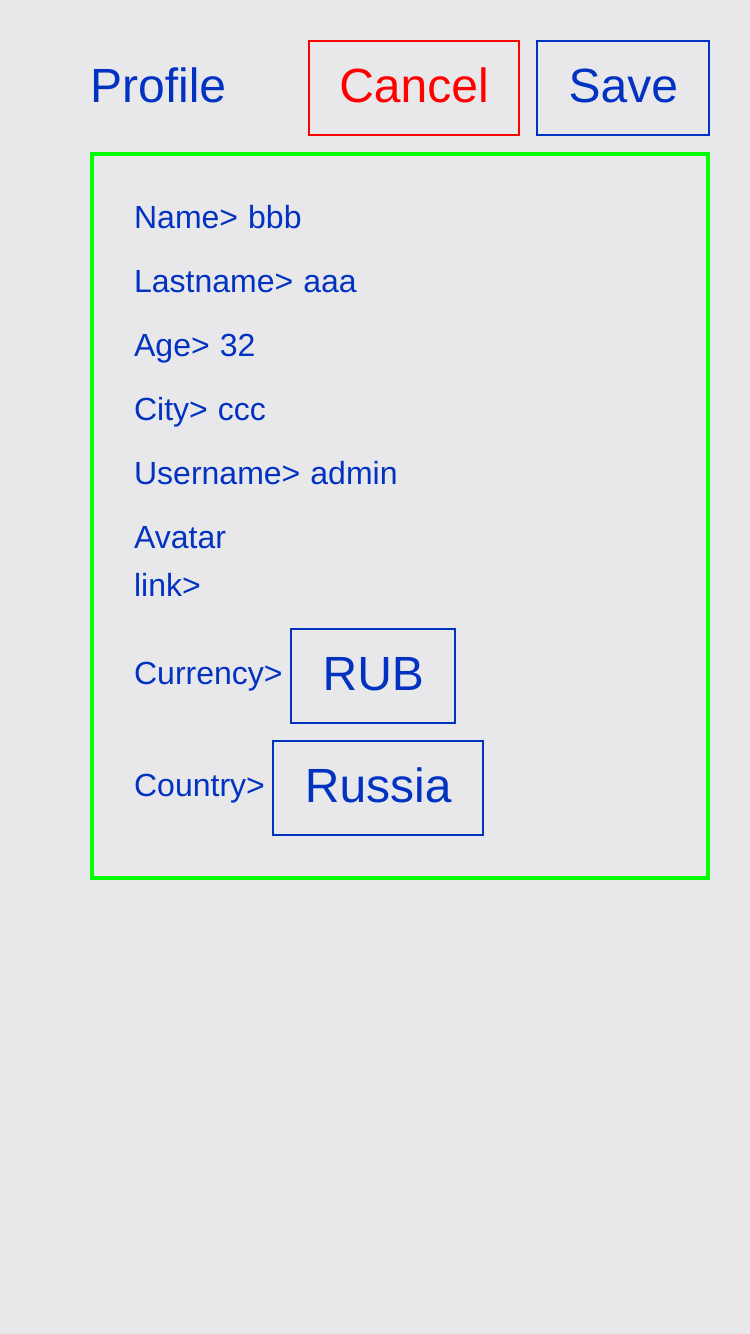 Profile Cancel Save
Name> bbb
Lastname> aaa
Age> 32
City> ccc
Username> admin
Avatar
link>
Currency> RUB
Country> Russia